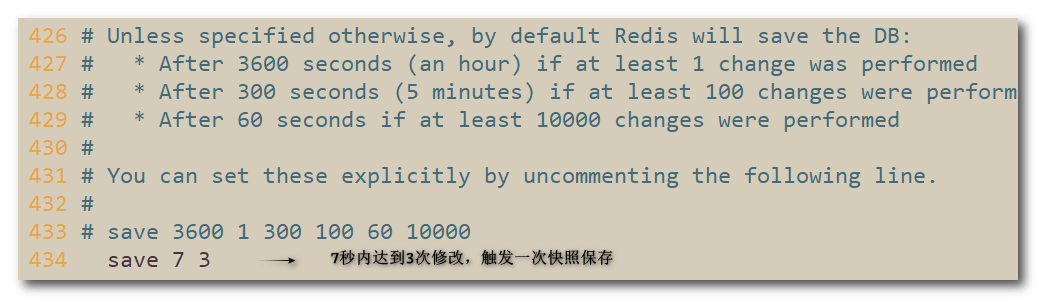 426 # Unless specified otherwise, by default Redis will save the DB:
427 #   * After 3600 seconds (an hour) if at least 1 change was performed
428 #   * After 300 seconds (5 minutes) if at least 100 changes were perform
429 #   * After 60 seconds if at least 10000 changes were performed
430 #
431 # You can set these explicitly by uncommenting the following line.
432 #
433 # save 3600 1 300 100 60 10000
434   save 7 3 7秒内达到3次修改，触发一次快照保存